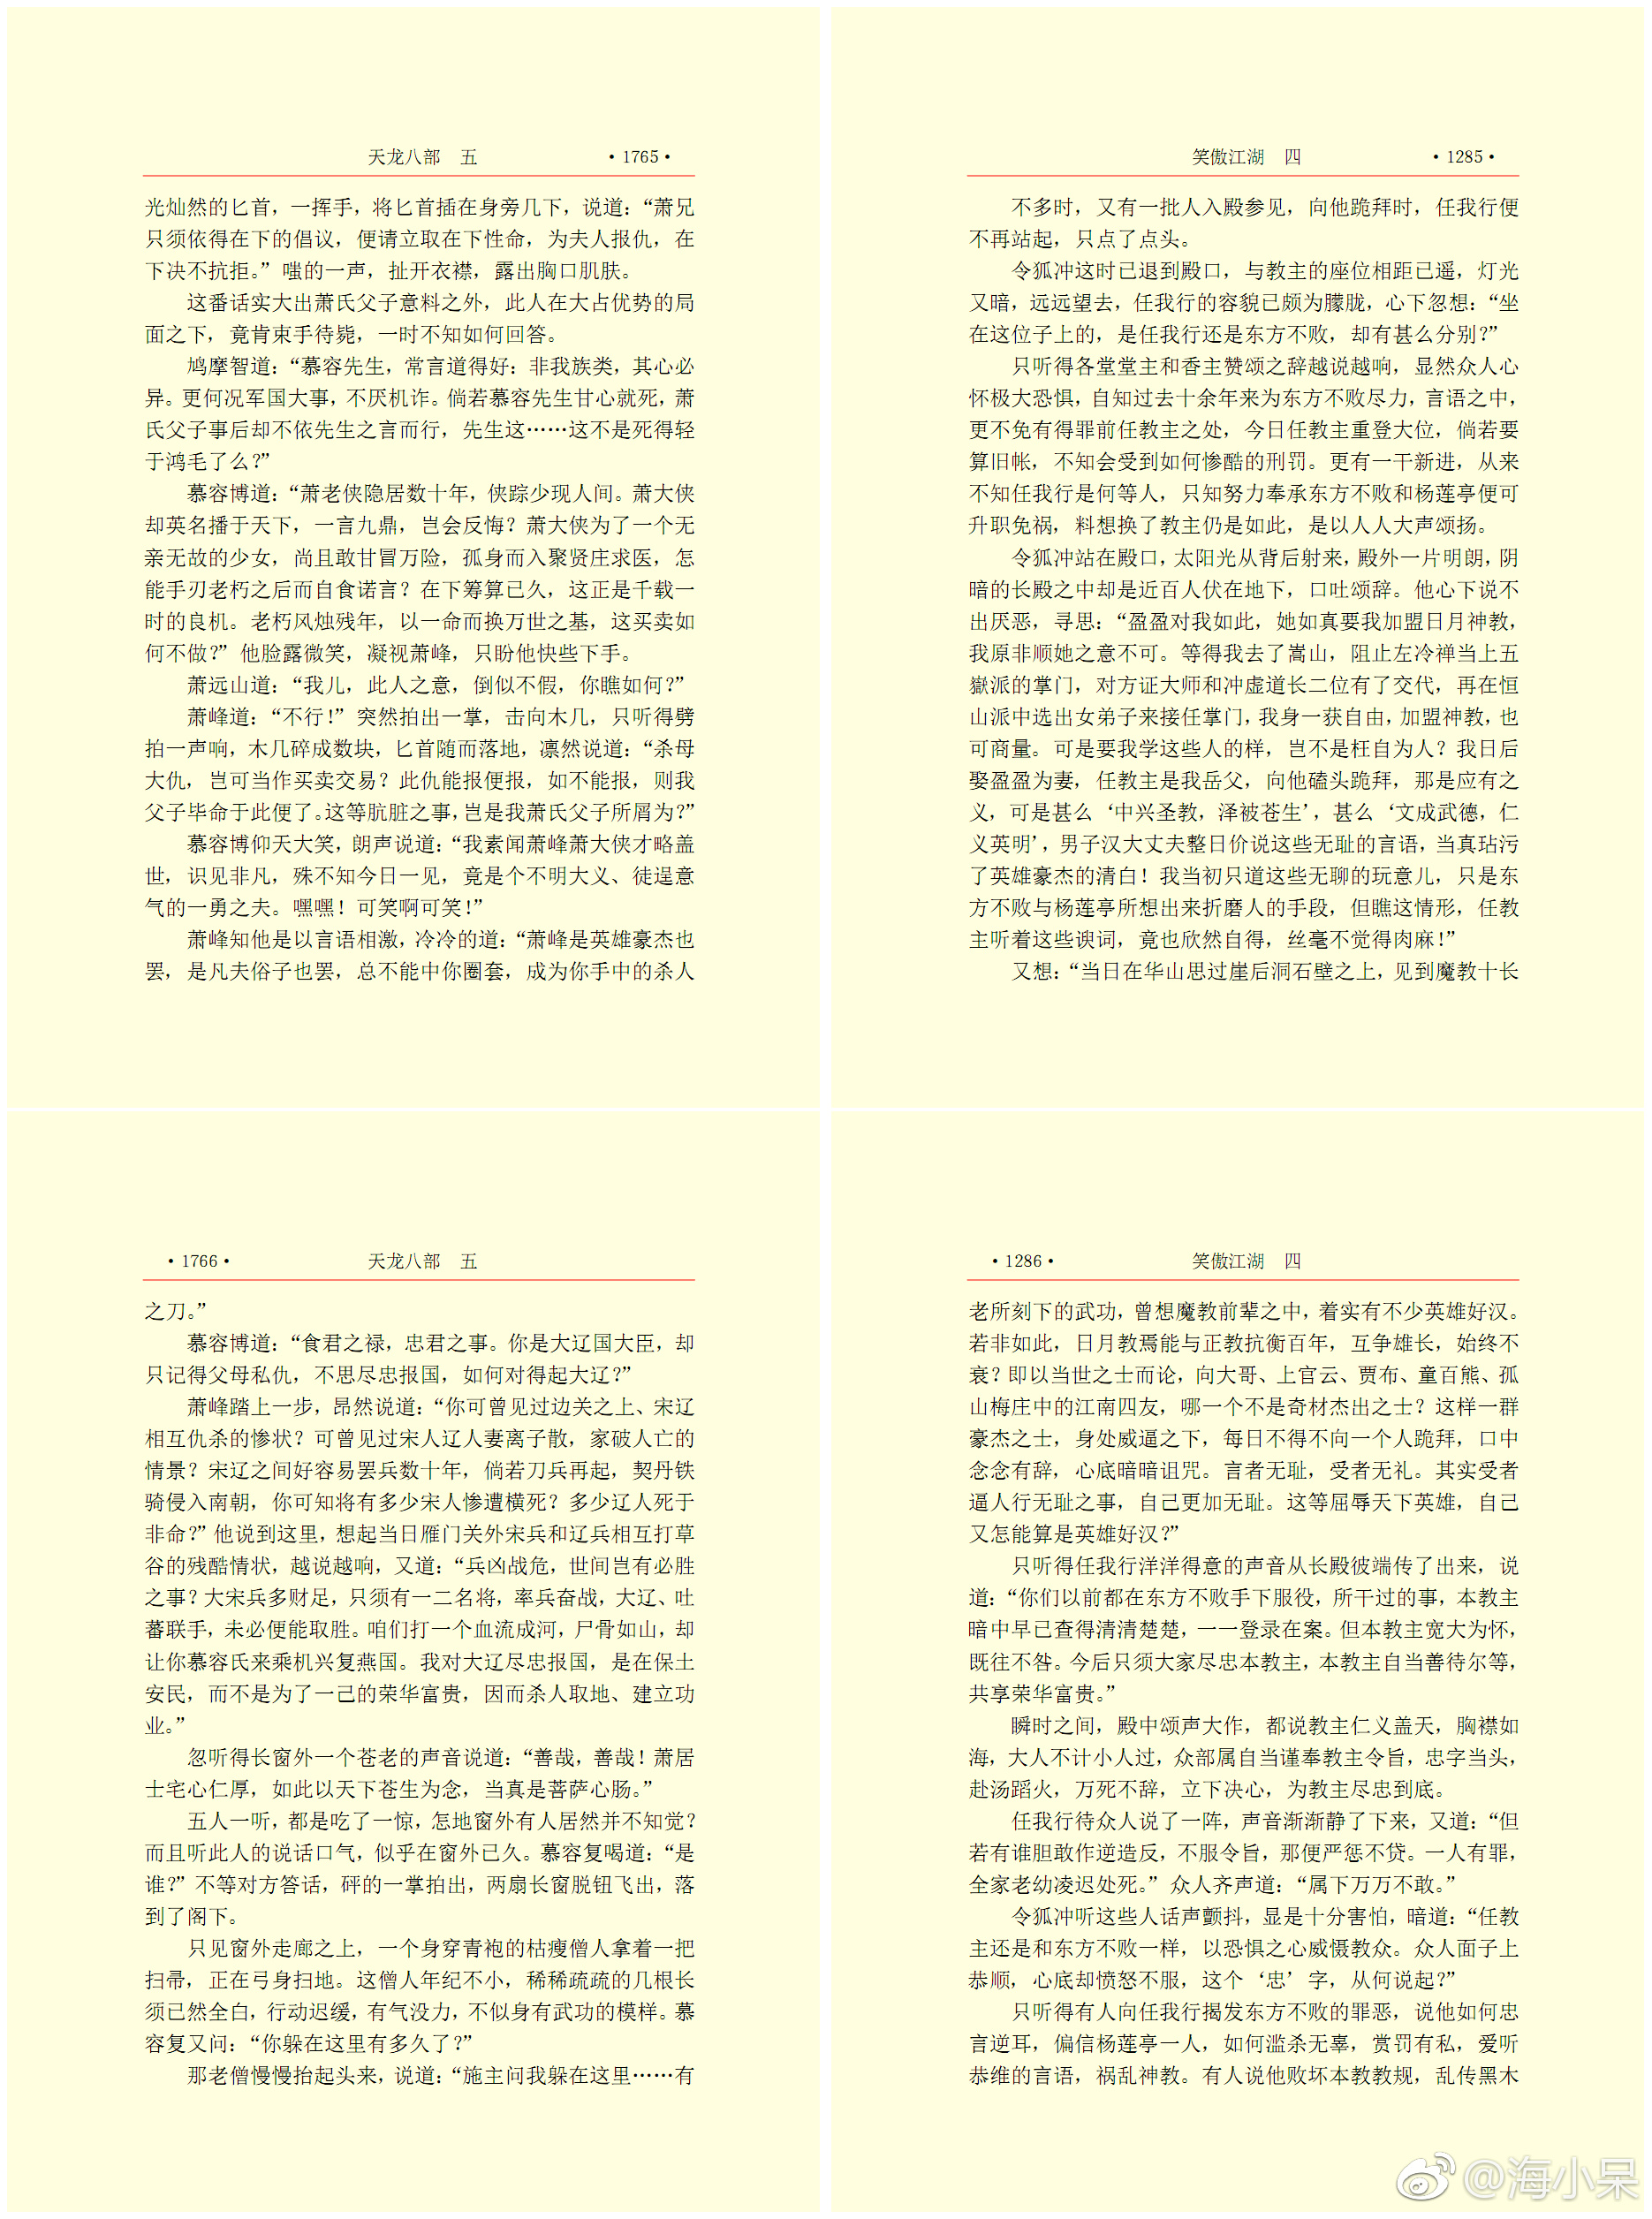 天龙八部 五 ·1765·
光灿然的匕首，一挥手，将匕首插在身旁几下，说道：“萧兄
只须依得在下的倡议，便请立取在下性命，为夫人报仇，在
下决不抗拒。”嗤的一声，扯开衣襟，露出胸口肌肤。
这番话实大出萧氏父子意料之外，此人在大占优势的局
面之下，竟肯束手待毙，一时不知如何回答。
鸠摩智道：“慕容先生，常言道得好：非我族类，其心必
异。更何况军国大事，不厌机诈。倘若慕容先生甘心就死，萧
氏父子事后却不依先生之言而行，先生这……这不是死得轻
于鸿毛了么？”
慕容博道：“萧老侠隐居数十年，侠踪少现人间。萧大侠
却英名播于天下，一言九鼎，岂会反悔？萧大侠为了一个无
亲无故的少女，尚且敢甘冒万险，孤身而入聚贤庄求医，怎
能手刃老朽之后而自食诺言？在下筹算已久，这正是千载一
时的良机。老朽风烛残年，以一命而换万世之基，这买卖如
何不做？”他脸露微笑，凝视萧峰，只盼他快些下手。
萧远山道：“我儿，此人之意，倒似不假，你瞧如何？”
萧峰道：“不行！”突然拍出一掌，击向木几，只听得劈
拍一声响，木几碎成数块，匕首随而落地，凛然说道：“杀母
大仇，岂可当作买卖交易？此仇能报便报，如不能报，则我
父子毕命于此便了。这等肮脏之事，岂是我萧氏父子所屑为？”
慕容博仰天大笑，朗声说道：“我素闻萧峰萧大侠才略盖
世，识见非凡，殊不知今日一见，竟是个不明大义、徒逞意
气的一勇之夫。嘿嘿！可笑啊可笑！”
萧峰知他是以言语相激，冷冷的道：“萧峰是英雄豪杰也
罢，是凡夫俗子也罢，总不能中你圈套，成为你手中的杀人
笑傲江湖 四 ·1285·
不多时，又有一批人入殿参见，向他跪拜时，任我行便
不再站起，只点了点头。
令狐冲这时已退到殿口，与教主的座位相距已遥，灯光
又暗，远远望去，任我行的容貌已颇为朦胧，心下忽想：“坐
在这位子上的，是任我行还是东方不败，却有甚么分别？”
只听得各堂堂主和香主赞颂之辞越说越响，显然众人心
怀极大恐惧，自知过去十余年来为东方不败尽力，言语之中，
更不免有得罪前任教主之处，今日任教主重登大位，倘若要
算旧帐，不知会受到如何惨酷的刑罚。更有一干新进，从来
不知任我行是何等人，只知努力奉承东方不败和杨莲亭便可
升职免祸，料想换了教主仍是如此，是以人人大声颂扬。
令狐冲站在殿口，太阳光从背后射来，殿外一片明朗，阴
暗的长殿之中却是近百人伏在地下，口吐颂辞。他心下说不
出厌恶，寻思：“盈盈对我如此，她如真要我加盟日月神教，
我原非顺她之意不可。等得我去了嵩山，阻止左冷禅当上五
嶽派的掌门，对方证大师和冲虚道长二位有了交代，再在恒
山派中选出女弟子来接任掌门，我身一获自由，加盟神教，也
可商量。可是要我学这些人的样，岂不是枉自为人？我日后
娶盈盈为妻，任教主是我岳父，向他磕头跪拜，那是应有之
义，可是甚么‘中兴圣教，泽被苍生’，甚么‘文成武德，仁
义英明’，男子汉大丈夫整日价说这些无耻的言语，当真玷污
了英雄豪杰的清白！我当初只道这些无聊的玩意儿，只是东
方不败与杨莲亭所想出来折磨人的手段，但瞧这情形，任教
主听着这些谀词，竟也欣然自得，丝毫不觉得肉麻！”
又想：“当日在华山思过崖后洞石壁之上，见到魔教十长
·1766· 天龙八部 五
之刀。”
慕容博道：“食君之禄，忠君之事。你是大辽国大臣，却
只记得父母私仇，不思尽忠报国，如何对得起大辽？”
萧峰踏上一步，昂然说道：“你可曾见过边关之上、宋辽
相互仇杀的惨状？可曾见过宋人辽人妻离子散，家破人亡的
情景？宋辽之间好容易罢兵数十年，倘若刀兵再起，契丹铁
骑侵入南朝，你可知将有多少宋人惨遭横死？多少辽人死于
非命？”他说到这里，想起当日雁门关外宋兵和辽兵相互打草
谷的残酷情状，越说越响，又道：“兵凶战危，世间岂有必胜
之事？大宋兵多财足，只须有一二名将，率兵奋战，大辽、吐
蕃联手，未必便能取胜。咱们打一个血流成河，尸骨如山，却
让你慕容氏来乘机兴复燕国。我对大辽尽忠报国，是在保土
安民，而不是为了一己的荣华富贵，因而杀人取地、建立功
业。”
忽听得长窗外一个苍老的声音说道：“善哉，善哉！萧居
士宅心仁厚，如此以天下苍生为念，当真是菩萨心肠。”
五人一听，都是吃了一惊，怎地窗外有人居然并不知觉？
而且听此人的说话口气，似乎在窗外已久。慕容复喝道：“是
谁？”不等对方答话，砰的一掌拍出，两扇长窗脱钮飞出，落
到了阁下。
只见窗外走廊之上，一个身穿青袍的枯瘦僧人拿着一把
扫帚，正在弓身扫地。这僧人年纪不小，稀稀疏疏的几根长
须已然全白，行动迟缓，有气没力，不似身有武功的模样。慕
容复又问：“你躲在这里有多久了？”
那老僧慢慢抬起头来，说道：“施主问我躲在这里……有
·1286· 笑傲江湖 四
老所刻下的武功，曾想魔教前辈之中，着实有不少英雄好汉。
若非如此，日月教焉能与正教抗衡百年，互争雄长，始终不
衰？即以当世之士而论，向大哥、上官云、贾布、童百熊、孤
山梅庄中的江南四友，哪一个不是奇材杰出之士？这样一群
豪杰之士，身处威逼之下，每日不得不向一个人跪拜，口中
念念有辞，心底暗暗诅咒。言者无耻，受者无礼。其实受者
逼人行无耻之事，自己更加无耻。这等屈辱天下英雄，自己
又怎能算是英雄好汉？”
只听得任我行洋洋得意的声音从长殿彼端传了出来，说
道：“你们以前都在东方不败手下服役，所干过的事，本教主
暗中早已查得清清楚楚，一一登录在案。但本教主宽大为怀，
既往不咎。今后只须大家尽忠本教主，本教主自当善待尔等，
共享荣华富贵。”
瞬时之间，殿中颂声大作，都说教主仁义盖天，胸襟如
海，大人不计小人过，众部属自当谨奉教主令旨，忠字当头，
赴汤蹈火，万死不辞，立下决心，为教主尽忠到底。
任我行待众人说了一阵，声音渐渐静了下来，又道：“但
若有谁胆敢作逆造反，不服令旨，那便严惩不贷。一人有罪，
全家老幼凌迟处死。”众人齐声道：“属下万万不敢。”
令狐冲听这些人话声颤抖，显是十分害怕，暗道：“任教
主还是和东方不败一样，以恐惧之心威慑教众。众人面子上
恭顺，心底却愤怒不服，这个‘忠’字，从何说起？”
只听得有人向任我行揭发东方不败的罪恶，说他如何忠
言逆耳，偏信杨莲亭一人，如何滥杀无辜，赏罚有私，爱听
恭维的言语，祸乱神教。有人说他败坏本教教规，乱传黑木
@海小呆